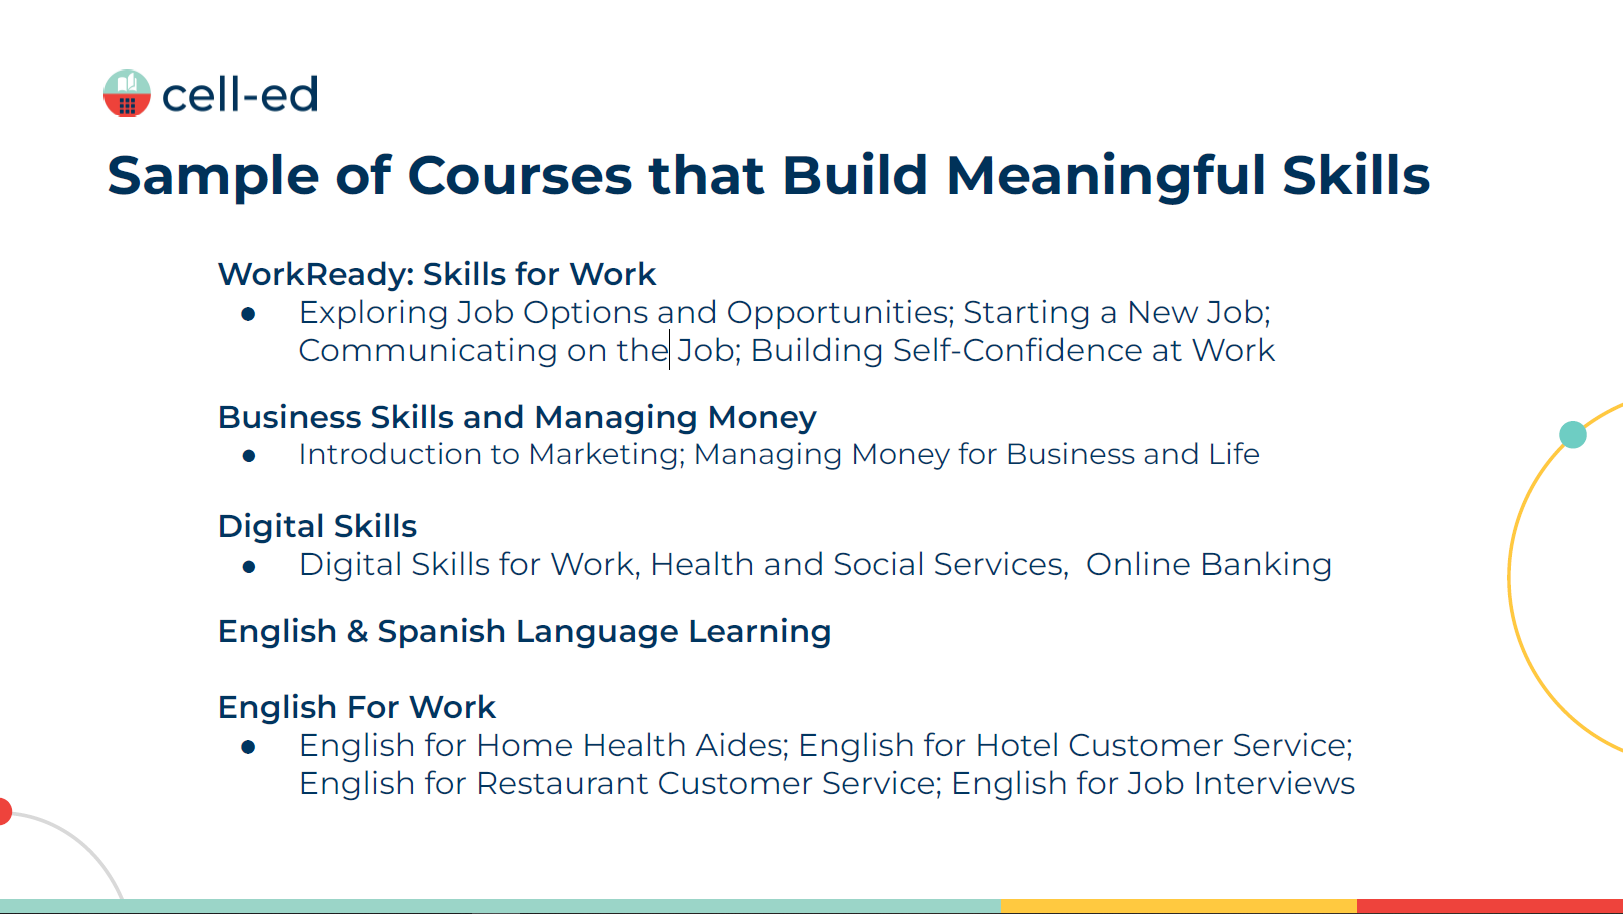 cell-ed
Sample of Courses that Build Meaningful Skills
WorkReady: Skills for Work
● Exploring Job Options and Opportunities; Starting a New Job;
Communicating on the Job; Building Self-Confidence at Work
Business Skills and Managing Money
● Introduction to Marketing; Managing Money for Business and Life
Digital Skills
● Digital Skills for Work, Health and Social Services,  Online Banking
English & Spanish Language Learning
English For Work
● English for Home Health Aides; English for Hotel Customer Service;
English for Restaurant Customer Service; English for Job Interviews